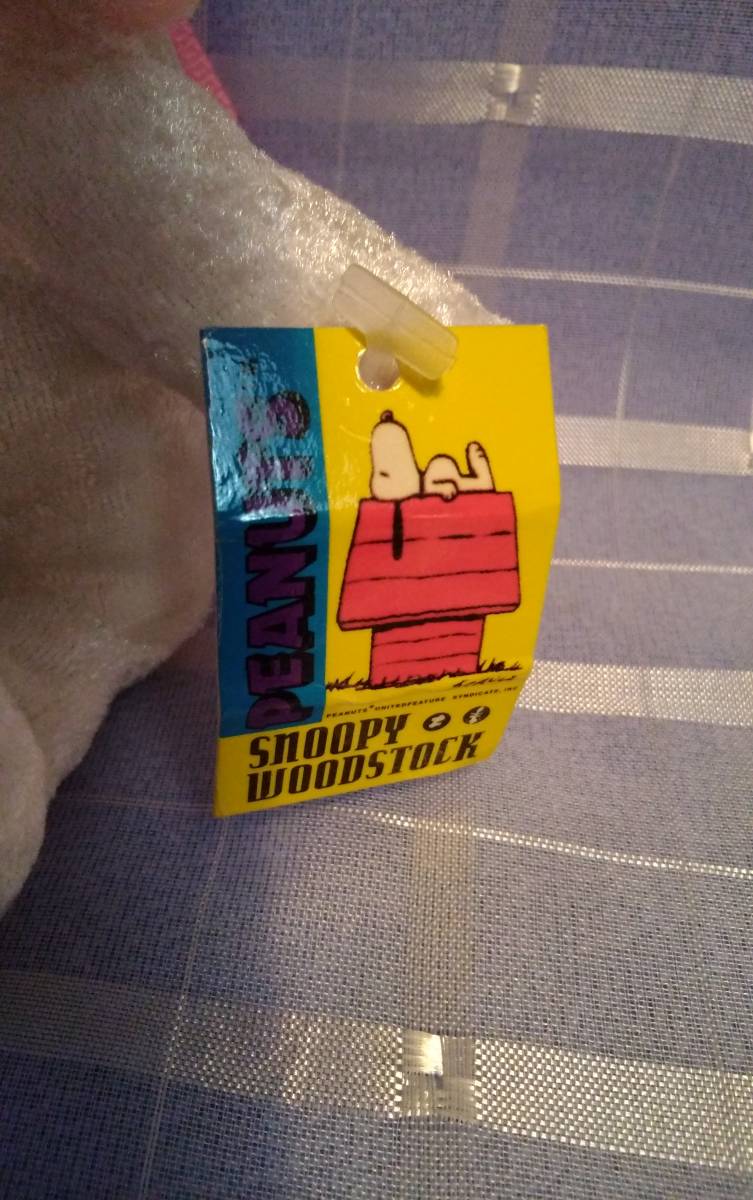 PEANUTS
PEANUTS ® UNITED FEATURE SYNDICATE, INC.
SNOOPY
WOODSTOCK